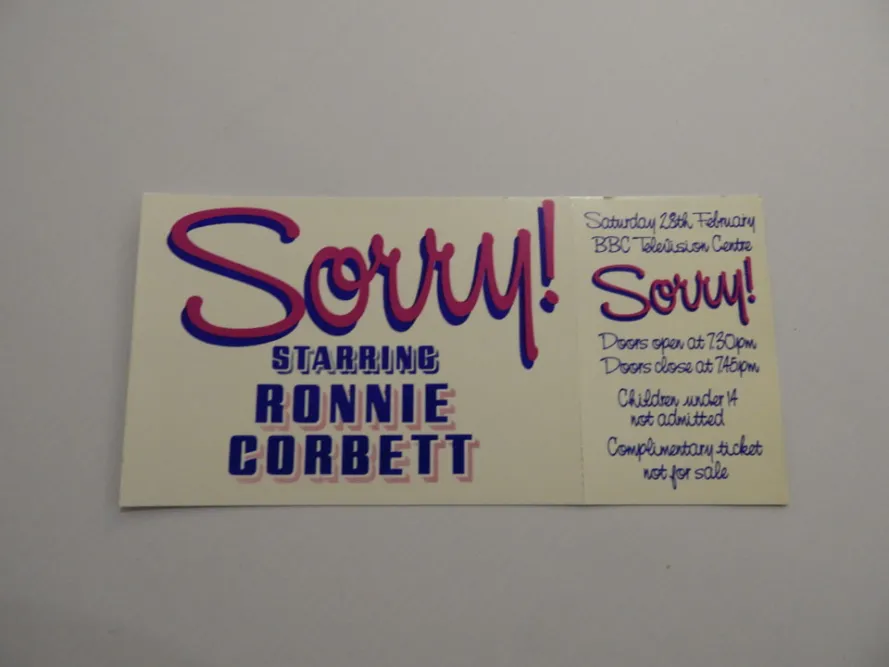 Sorry!
STARRING
RONNIE
CORBETT
Saturday 28th February
BBC Television Centre
Sorry!
Doors open at 7.30pm
Doors close at 7.45pm
Children under 14
not admitted
Complimentary ticket
not for sale